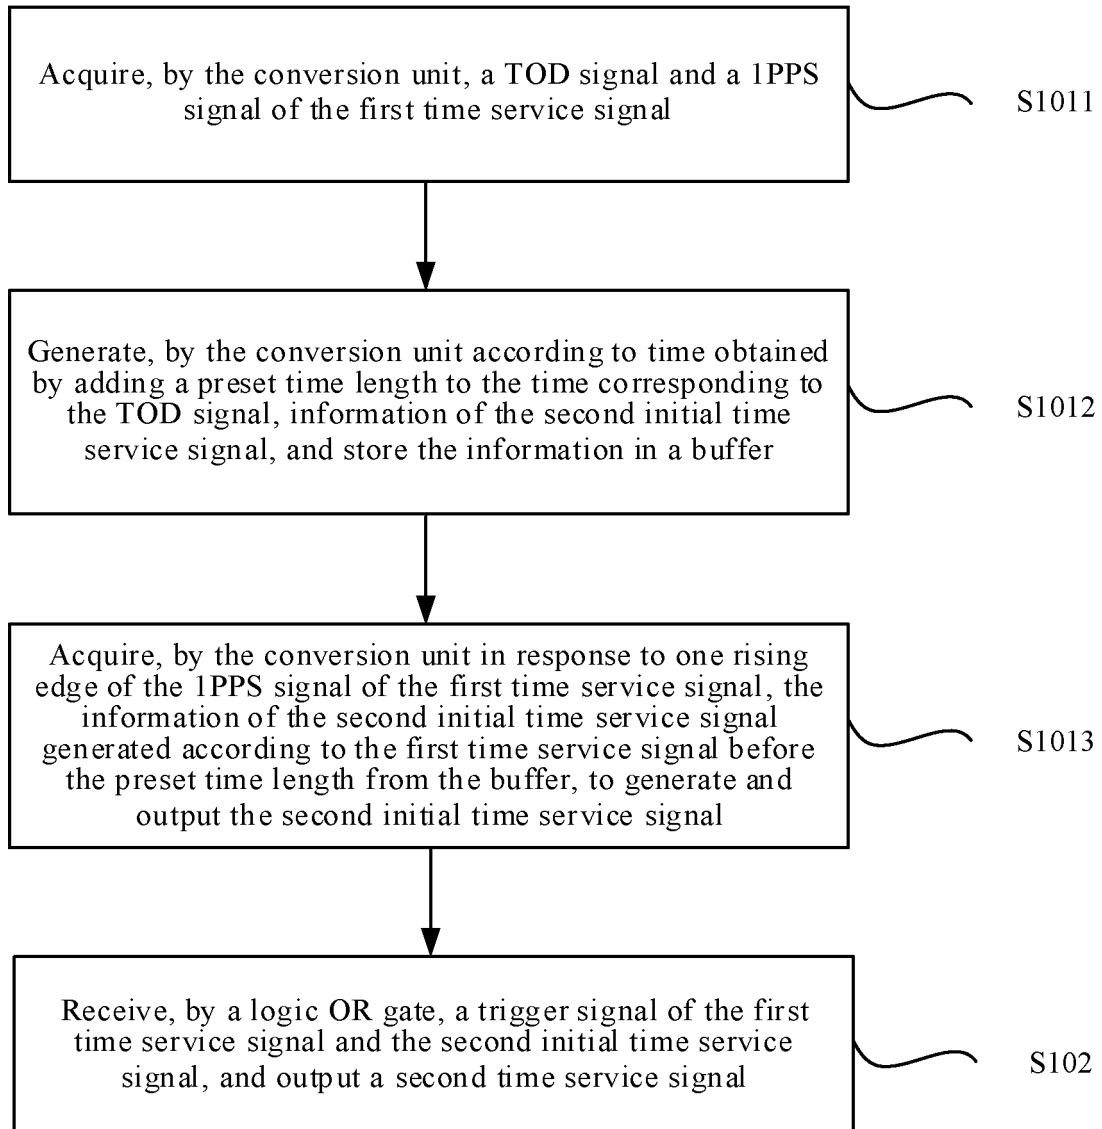 Acquire, by the conversion unit, a TOD signal and a 1PPS
signal of the first time service signal
S1011
Generate, by the conversion unit according to time obtained
by adding a preset time length to the time corresponding to
the TOD signal, information of the second initial time
service signal, and store the information in a buffer
S1012
Acquire, by the conversion unit in response to one rising
edge of the 1PPS signal of the first time service signal, the
information of the second initial time service signal
generated according to the first time service signal before
the preset time length from the buffer, to generate and
output the second initial time service signal
S1013
Receive, by a logic OR gate, a trigger signal of the first
time service signal and the second initial time service
signal, and output a second time service signal
S102